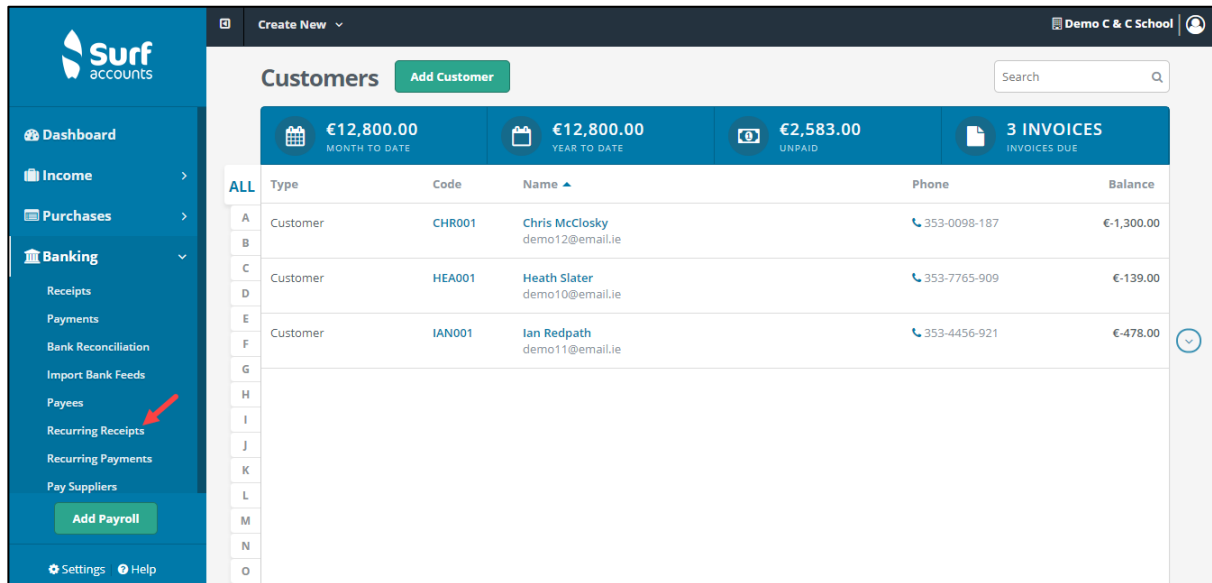 Surf
accounts
Create New
Demo C & C School
Dashboard
Income
Purchases
Banking
Receipts
Payments
Bank Reconciliation
Import Bank Feeds
Payees
Recurring Receipts
Recurring Payments
Pay Suppliers
Add Payroll
Settings Help
Customers Add Customer Search
€12,800.00 €12,800.00 €2,583.00 3 INVOICES
MONTH TO DATE YEAR TO DATE UNPAID INVOICES DUE
ALL
A
B
C
D
E
F
G
H
I
J
K
L
M
N
O
Type Code Name Phone Balance
Customer CHR001 Chris McClosky 353-0098-187 €-1,300.00
demo12@email.ie
Customer HEA001 Heath Slater 353-7765-909 €-139.00
demo10@email.ie
Customer IAN001 Ian Redpath 353-4456-921 €-478.00
demo11@email.ie